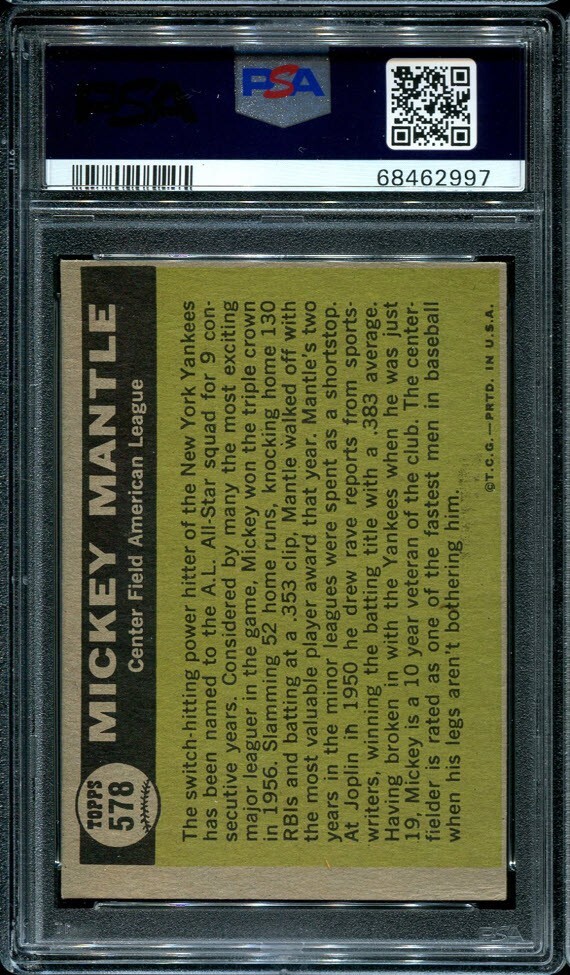 PSA
PSA
68462997
TOPPS
578
MICKEY MANTLE
Center Field American League
The switch-hitting power hitter of the New York Yankees
has been named to the A.L. All-Star squad for 9 con-
secutive years. Considered by many the most exciting
major leaguer in the game, Mickey won the triple crown
in 1956. Slamming 52 home runs, knocking home 130
RBIs and batting at a .353 clip, Mantle walked off with
the most valuable player award that year. Mantle's two
years in the minor leagues were spent as a shortstop.
At Joplin in 1950 he drew rave reports from sports-
writers, winning the batting title with a .383 average.
Having broken in with the Yankees when he was just
19, Mickey is a 10 year veteran of the club. The center-
fielder is rated as one of the fastest men in baseball
when his legs aren't bothering him.
©T.C.G.—PRTD. IN U.S.A.
PSA